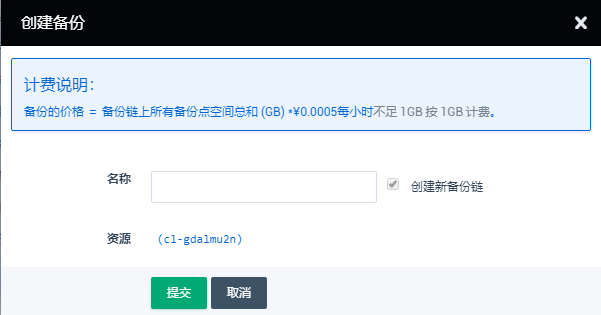 创建备份
计费说明：
备份的价格 = 备份链上所有备份点空间总和 (GB) *¥0.0005每小时不足 1GB 按 1GB 计费。
名称
创建新备份链
资源 (cl-gdalmu2n)
提交 取消